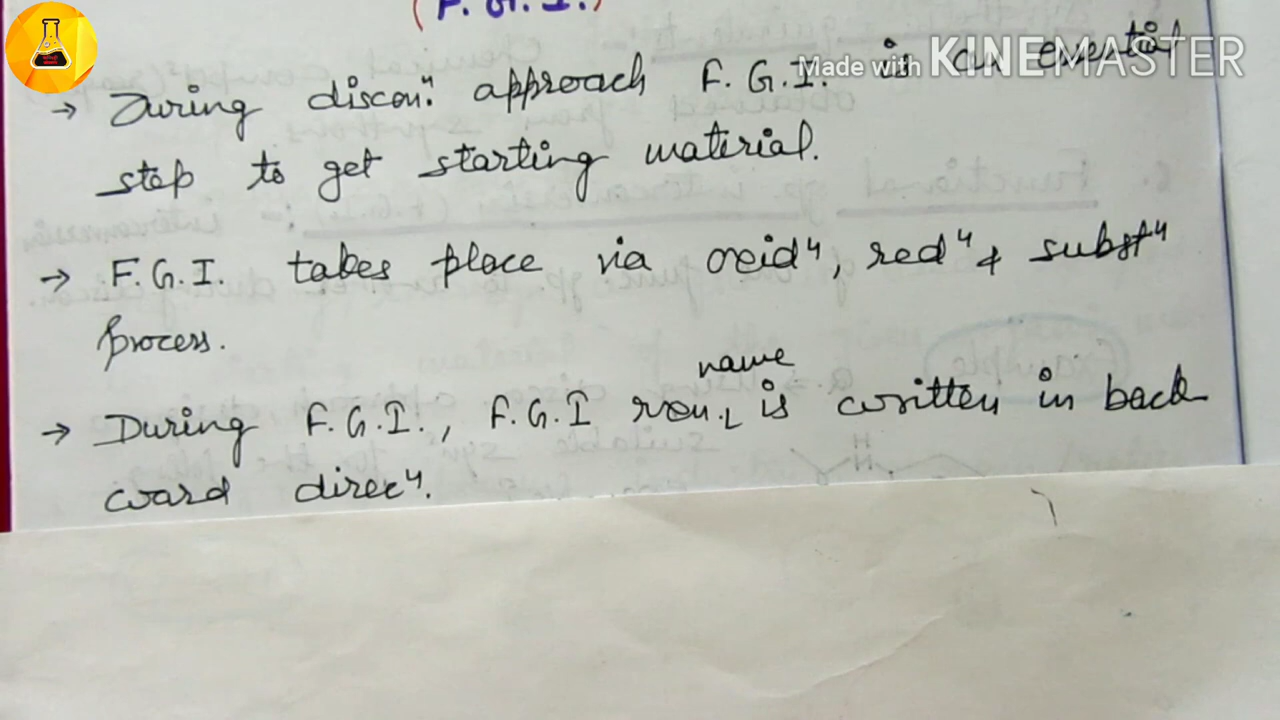 (F. G. I.)
Made with KINEMASTER
→ During discon.ⁿ approach F. G. I. is an essential
step to get starting material.
→ F. G. I. takes place via oxidⁿ, redⁿ & substⁿ
process.
name
→ During F. G. I., F. G. I rxn. is written in back
ward direcⁿ.